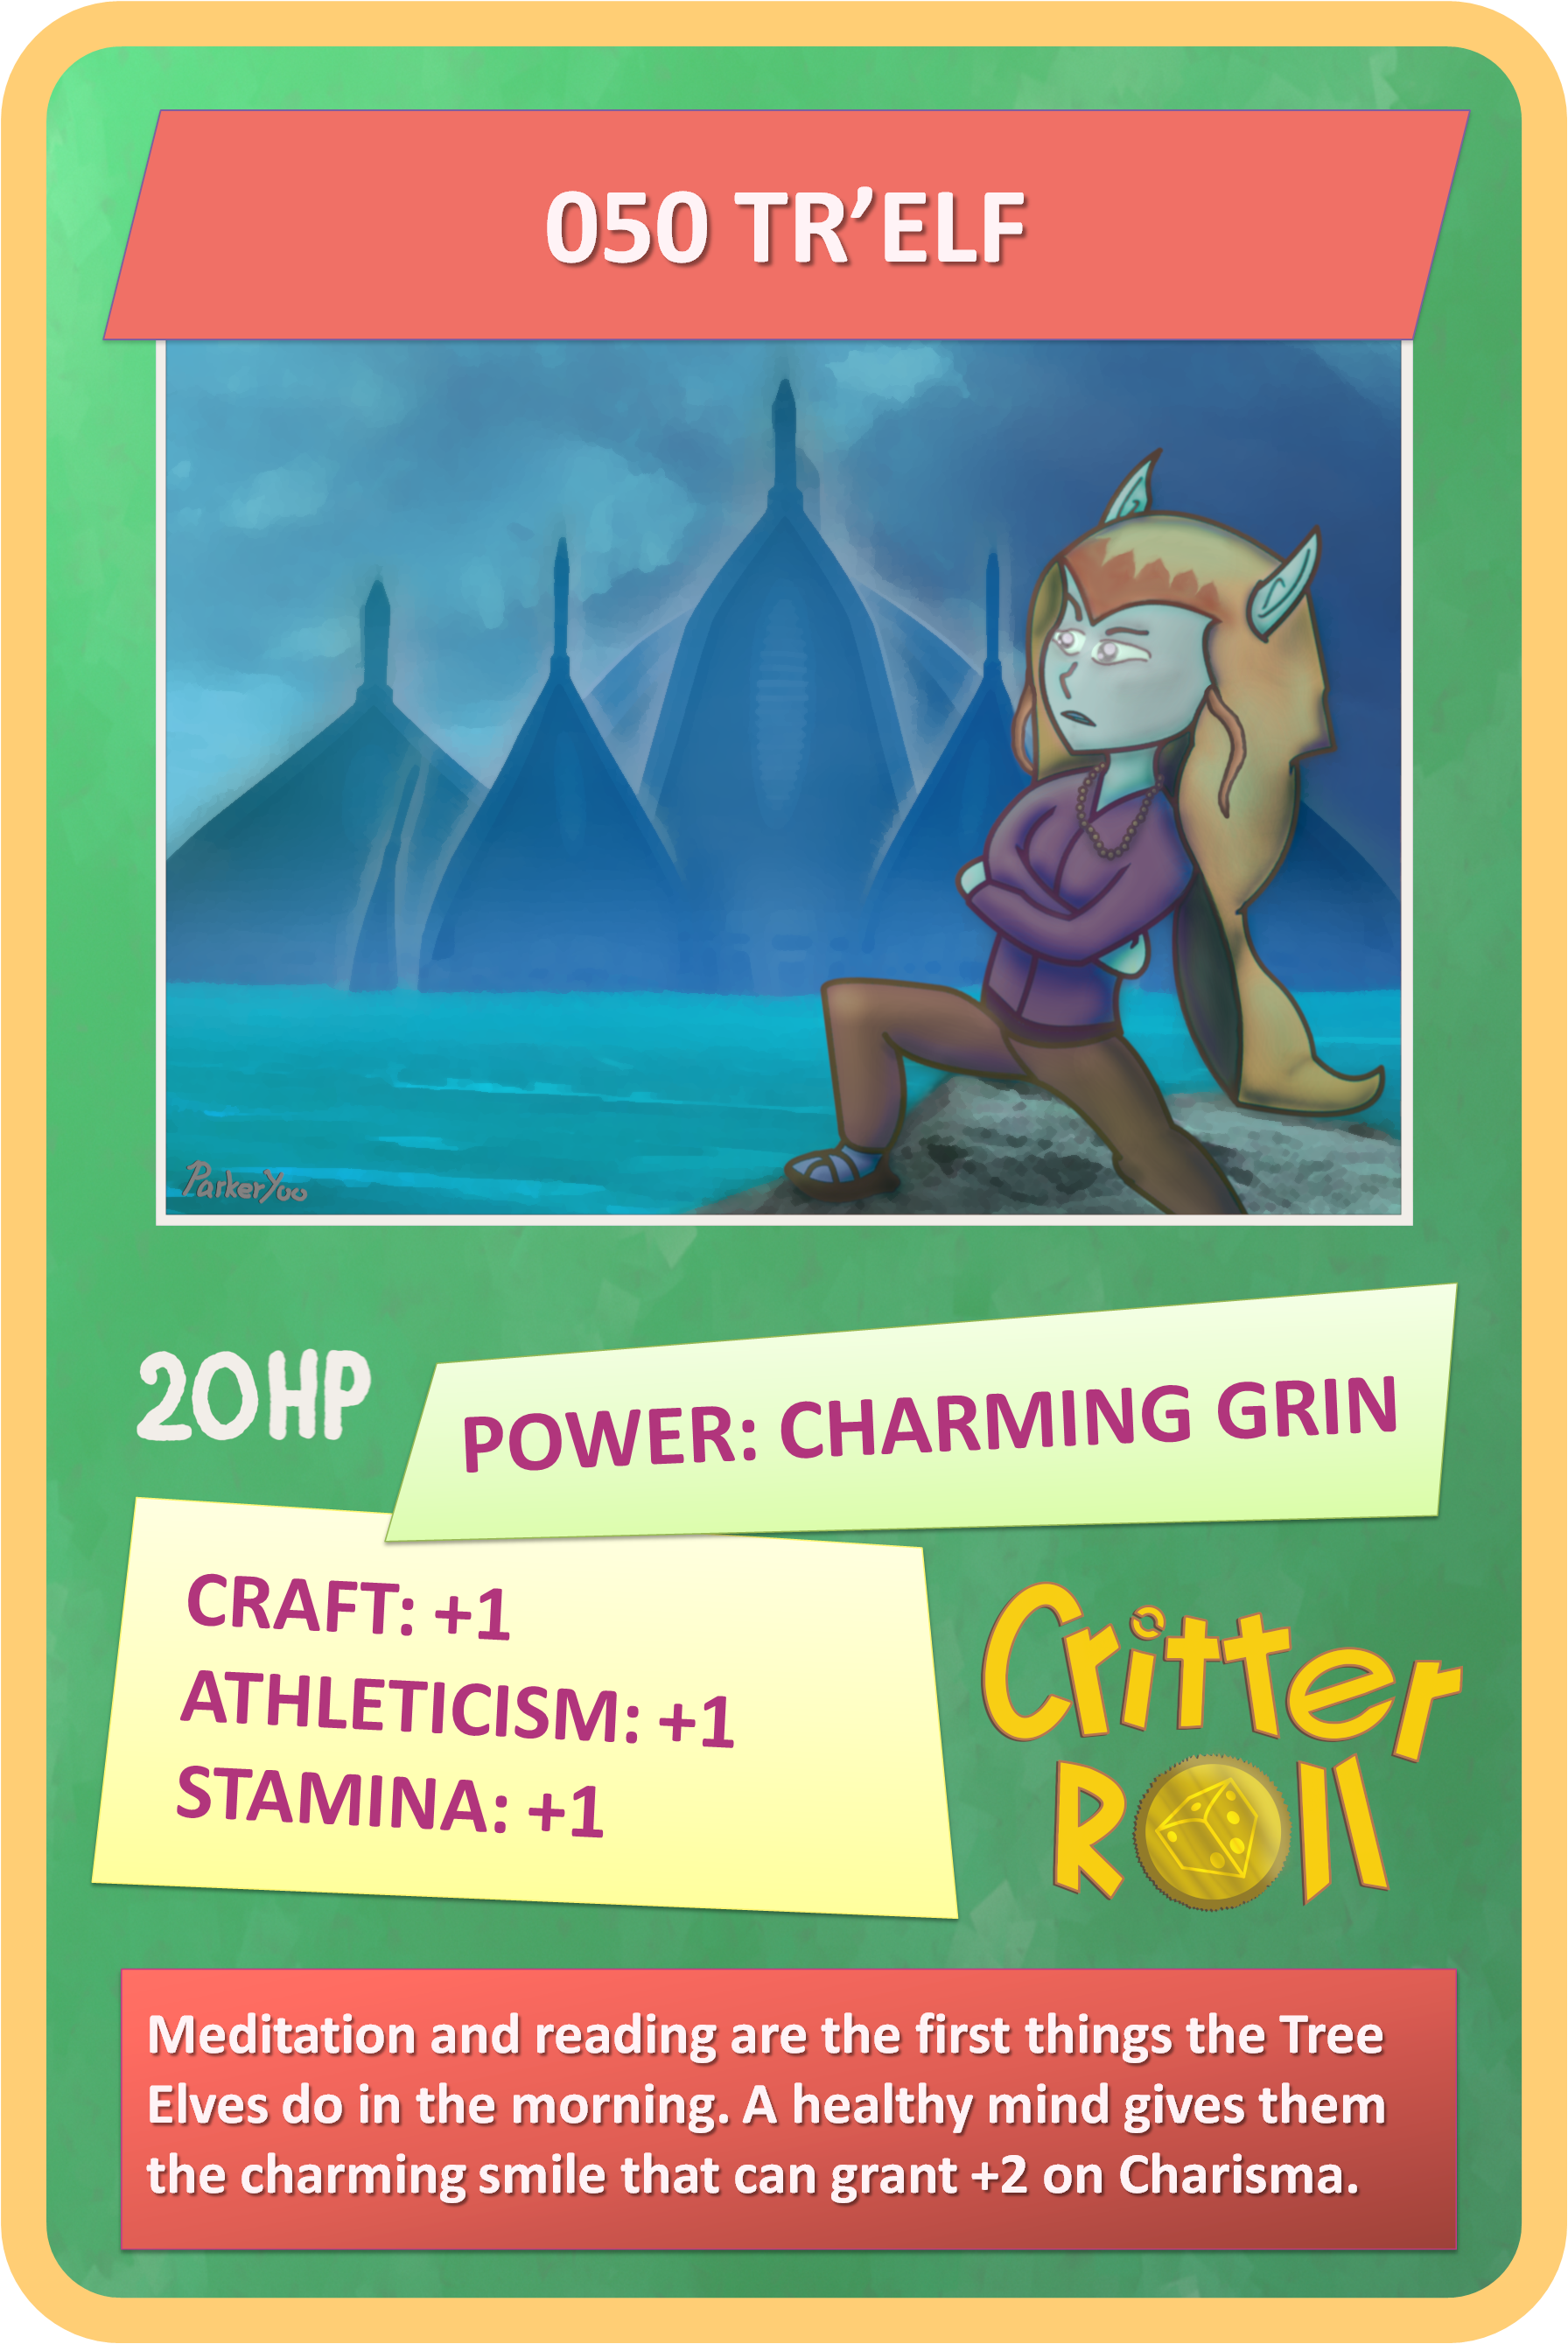 050 TR’ELF
ParkerYoo
20HP
POWER: CHARMING GRIN
CRAFT: +1
ATHLETICISM: +1
STAMINA: +1
Critter
Roll
Meditation and reading are the first things the Tree
Elves do in the morning. A healthy mind gives them
the charming smile that can grant +2 on Charisma.